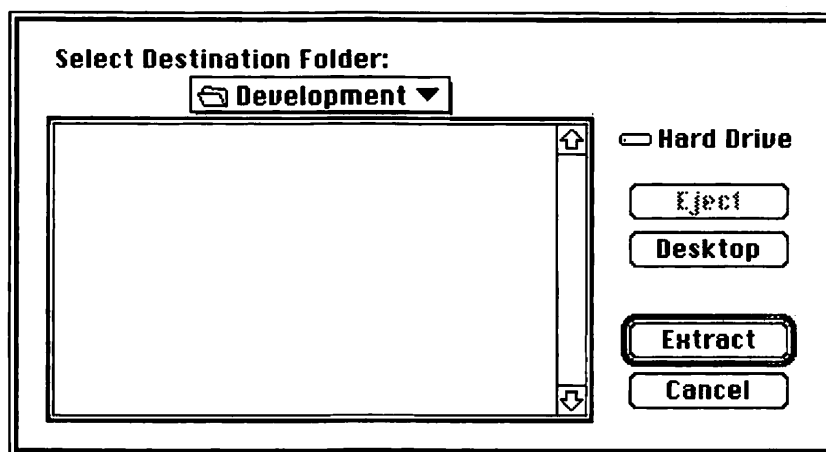 Select Destination Folder:
Development
Hard Drive
Eject
Desktop
Extract
Cancel